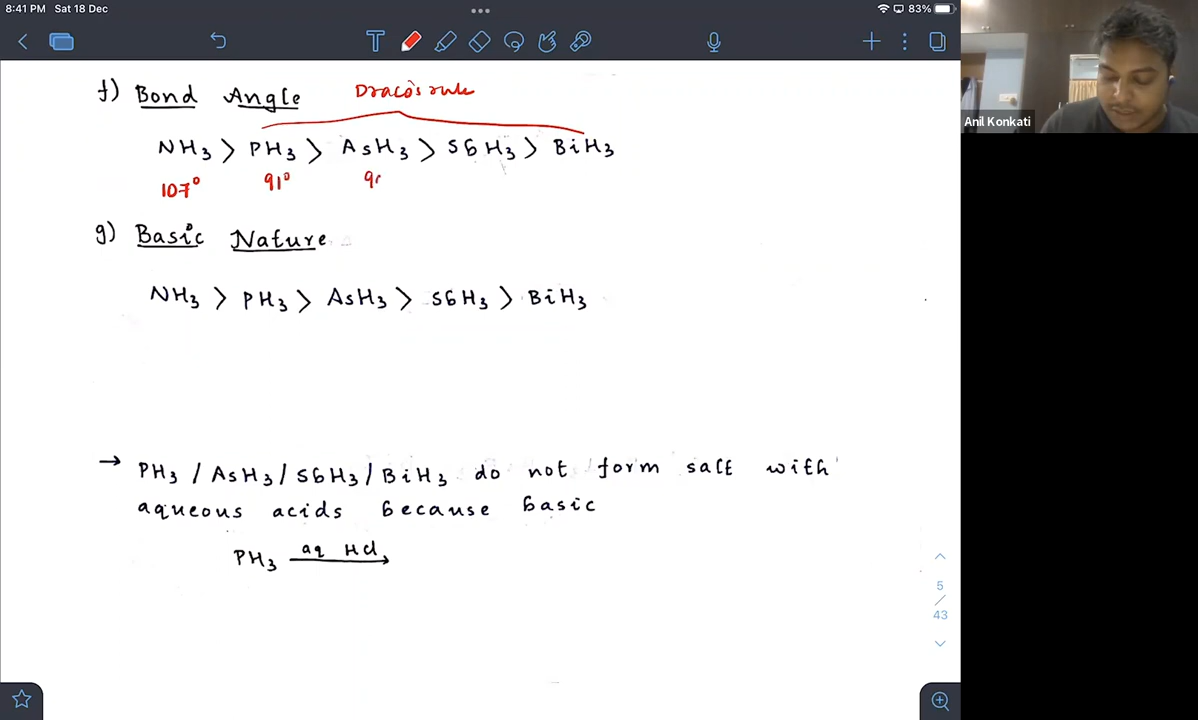 8:41 PM Sat 18 Dec
83%
Anil Konkati
f) Bond Angle
Draco's rule
NH3 > PH3 > AsH3 > SbH3 > BiH3
107° 91° 90
g) Basic Nature
NH3 > PH3 > AsH3 > SbH3 > BiH3
→ PH3 / AsH3 / SbH3 / BiH3 do not form salt with
aqueous acids because basic
PH3 aq HCl →
5
/
43